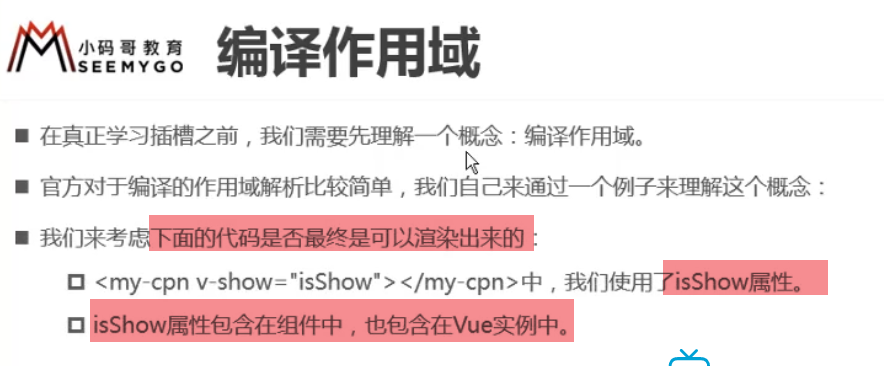 小码哥教育
SEEMYGO
编译作用域
■ 在真正学习插槽之前，我们需要先理解一个概念：编译作用域。
■ 官方对于编译的作用域解析比较简单，我们自己来通过一个例子来理解这个概念：
■ 我们来考虑下面的代码是否最终是可以渲染出来的：
<my-cpn v-show="isShow"></my-cpn>中，我们使用了isShow属性。
isShow属性包含在组件中，也包含在Vue实例中。